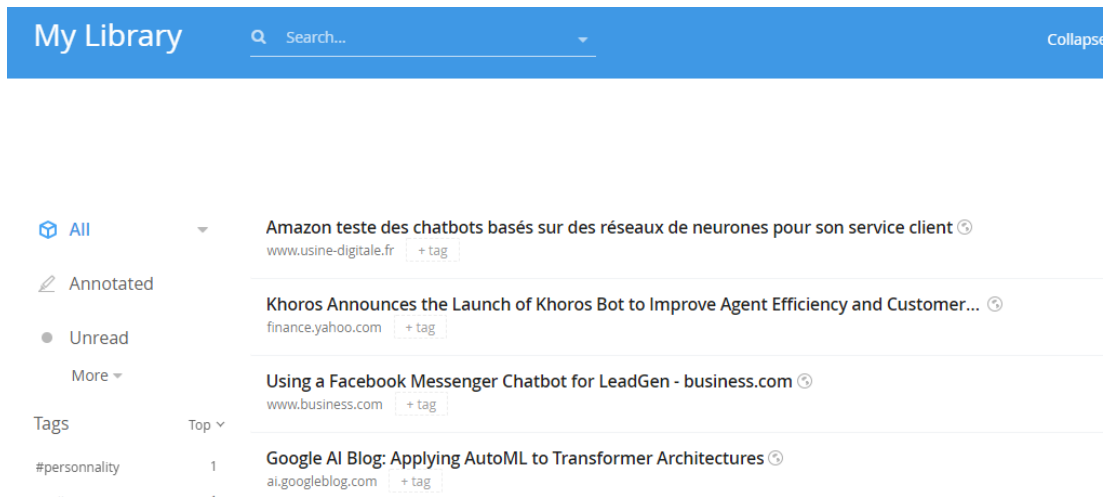 My Library
Search...
Collapse
All
Annotated
Unread
More
Tags
Top
#personnality
1
Amazon teste des chatbots basés sur des réseaux de neurones pour son service client
www.usine-digitale.fr + tag
Khoros Announces the Launch of Khoros Bot to Improve Agent Efficiency and Customer...
finance.yahoo.com + tag
Using a Facebook Messenger Chatbot for LeadGen - business.com
www.business.com + tag
Google AI Blog: Applying AutoML to Transformer Architectures
ai.googleblog.com + tag